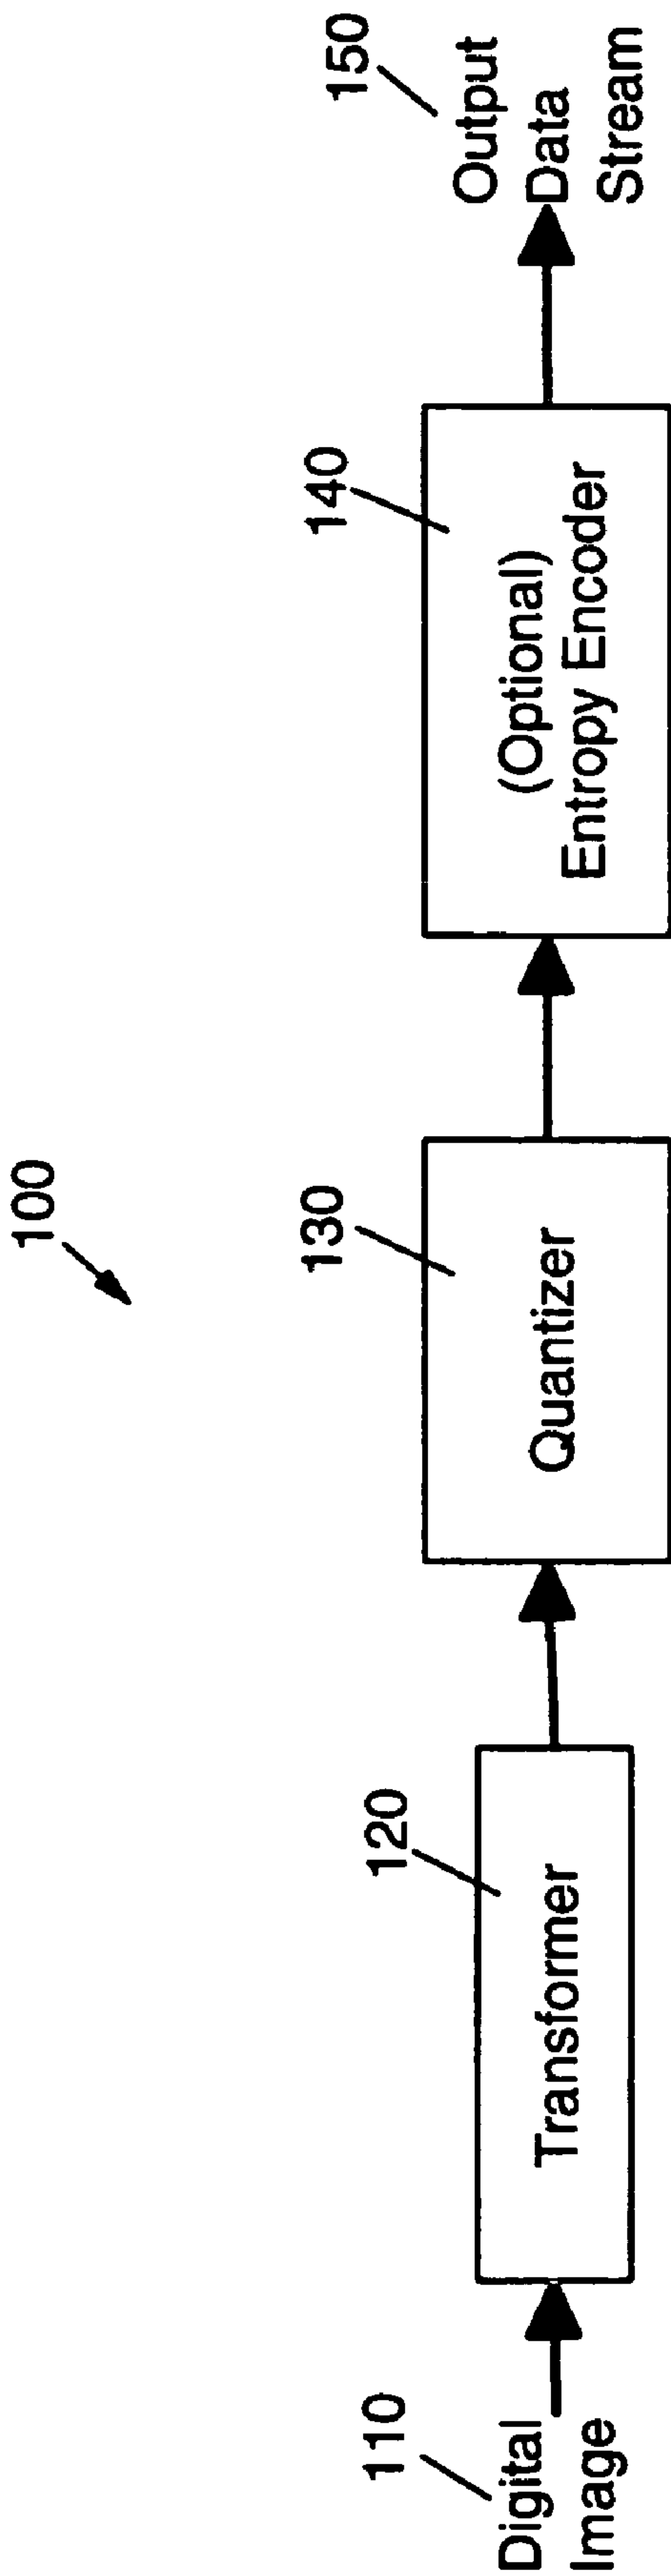 100
110
Digital
Image
120
Transformer
130
Quantizer
140
(Optional)
Entropy Encoder
150
Output
Data
Stream